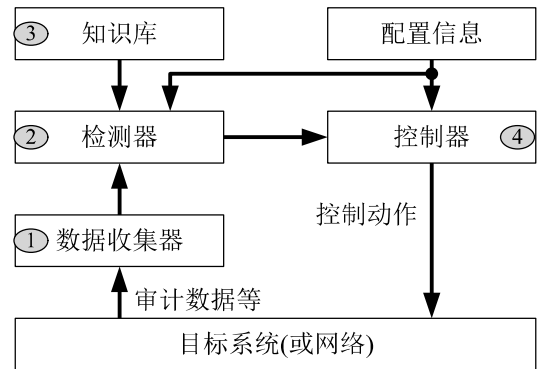 ③ 知识库
配置信息
② 检测器
控制器 ④
控制动作
① 数据收集器
审计数据等
目标系统(或网络)